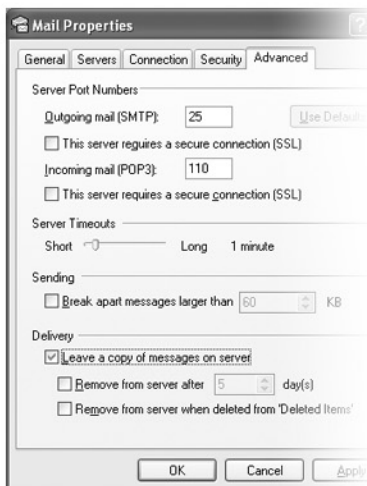 Mail Properties ?
General Servers Connection Security Advanced
Server Port Numbers
Outgoing mail (SMTP): 25 Use Defaults
This server requires a secure connection (SSL)
Incoming mail (POP3): 110
This server requires a secure connection (SSL)
Server Timeouts
Short Long 1 minute
Sending
Break apart messages larger than 60 KB
Delivery
Leave a copy of messages on server
Remove from server after 5 day(s)
Remove from server when deleted from 'Deleted Items'
OK Cancel Apply